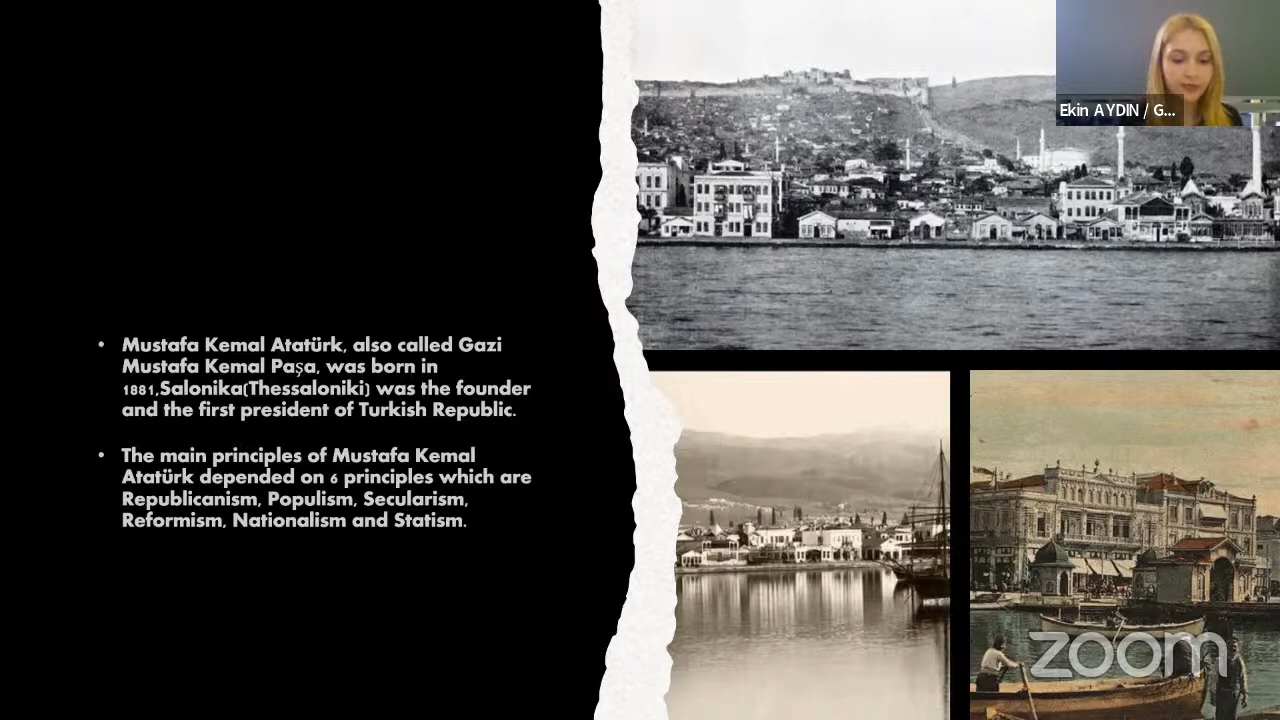 Ekin AYDIN / G...
• Mustafa Kemal Atatürk, also called Gazi
Mustafa Kemal Paşa, was born in
1881,Salonika(Thessaloniki) was the founder
and the first president of Turkish Republic.
• The main principles of Mustafa Kemal
Atatürk depended on 6 principles which are
Republicanism, Populism, Secularism,
Reformism, Nationalism and Statism.
zoom